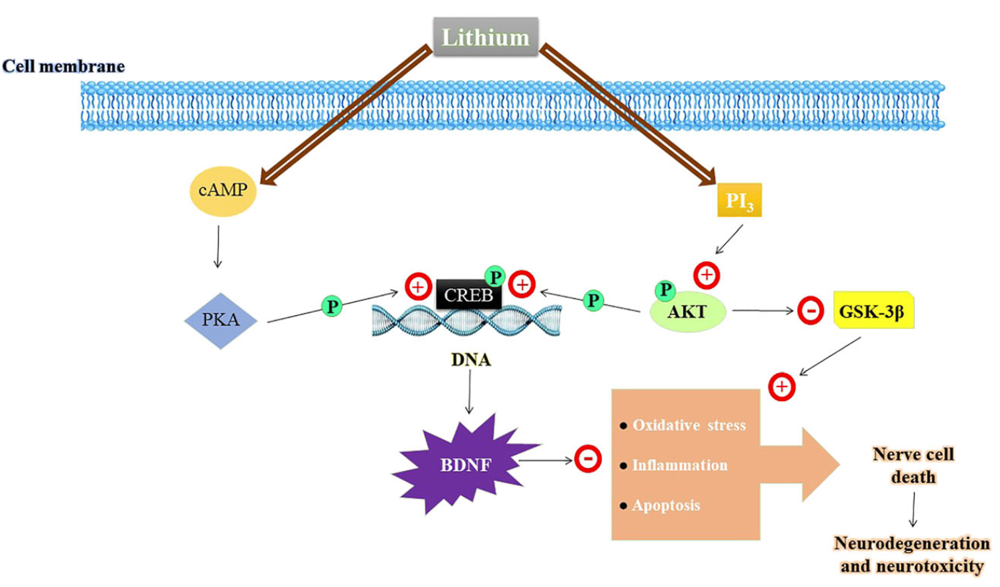 Lithium
Cell membrane
cAMP
PI₃
P
+
+
CREB
P
+
P
P
AKT
-
GSK-3β
PKA
DNA
+
● Oxidative stress
● Inflammation
● Apoptosis
BDNF
-
Nerve cell
death
Neurodegeneration
and neurotoxicity